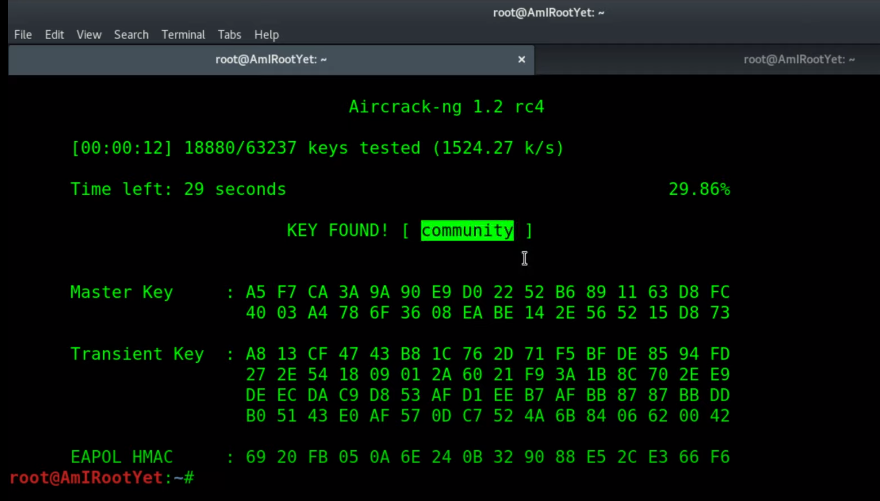 root@AmIRootYet: ~
File Edit View Search Terminal Tabs Help
root@AmIRootYet: ~ × root@AmIRootYet: ~
Aircrack-ng 1.2 rc4
[00:00:12] 18880/63237 keys tested (1524.27 k/s)
Time left: 29 seconds 29.86%
KEY FOUND! [ community ]
Master Key : A5 F7 CA 3A 9A 90 E9 D0 22 52 B6 89 11 63 D8 FC
40 03 A4 78 6F 36 08 EA BE 14 2E 56 52 15 D8 73
Transient Key : A8 13 CF 47 43 B8 1C 76 2D 71 F5 BF DE 85 94 FD
27 2E 54 18 09 01 2A 60 21 F9 3A 1B 8C 70 2E E9
DE EC DA C9 D8 53 AF D1 EE B7 AF BB 87 87 BB DD
B0 51 43 E0 AF 57 0D C7 52 4A 6B 84 06 62 00 42
EAPOL HMAC : 69 20 FB 05 0A 6E 24 0B 32 90 88 E5 2C E3 66 F6
root@AmIRootYet:~#